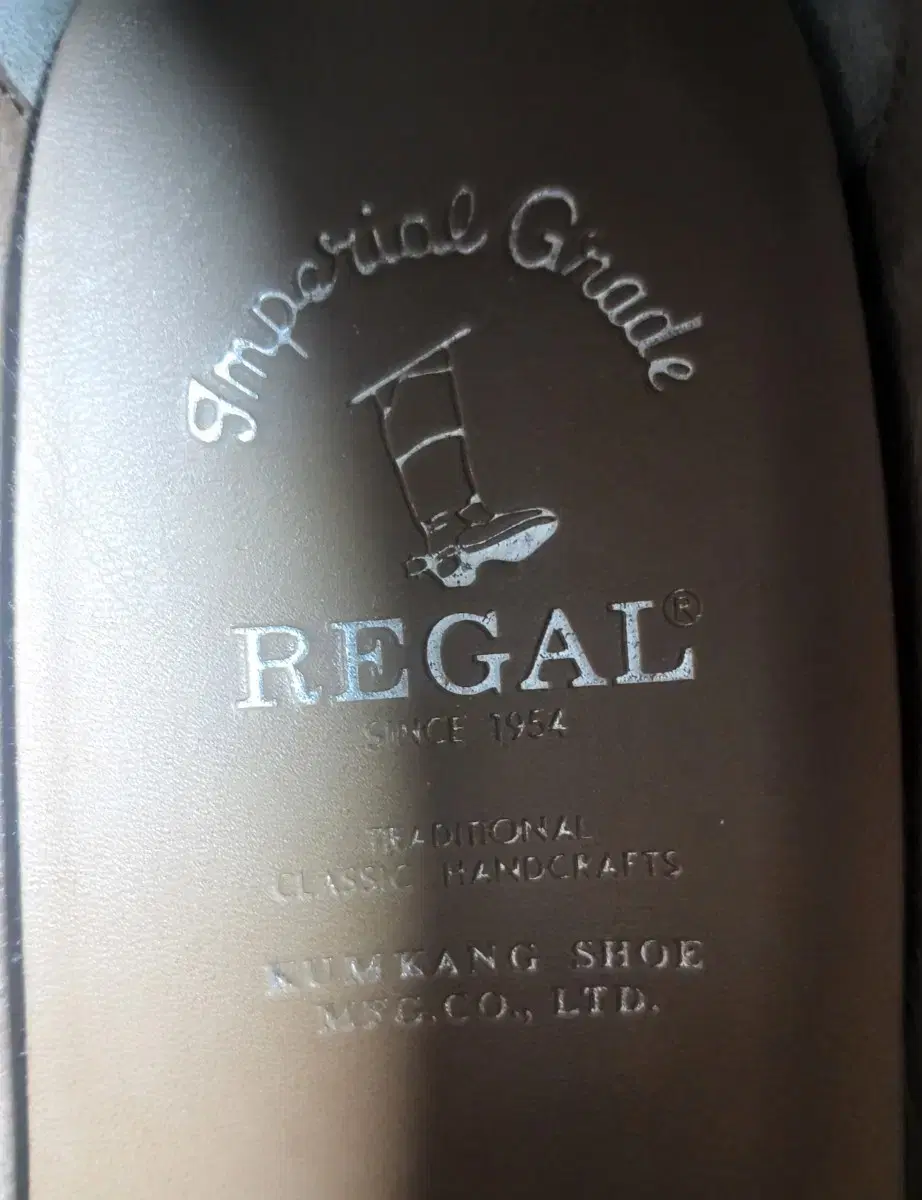 Imperial Grade
REGAL®
SINCE 1954
TRADITIONAL
CLASSIC HANDCRAFTS
KUMKANG SHOE
MFG.CO., LTD.